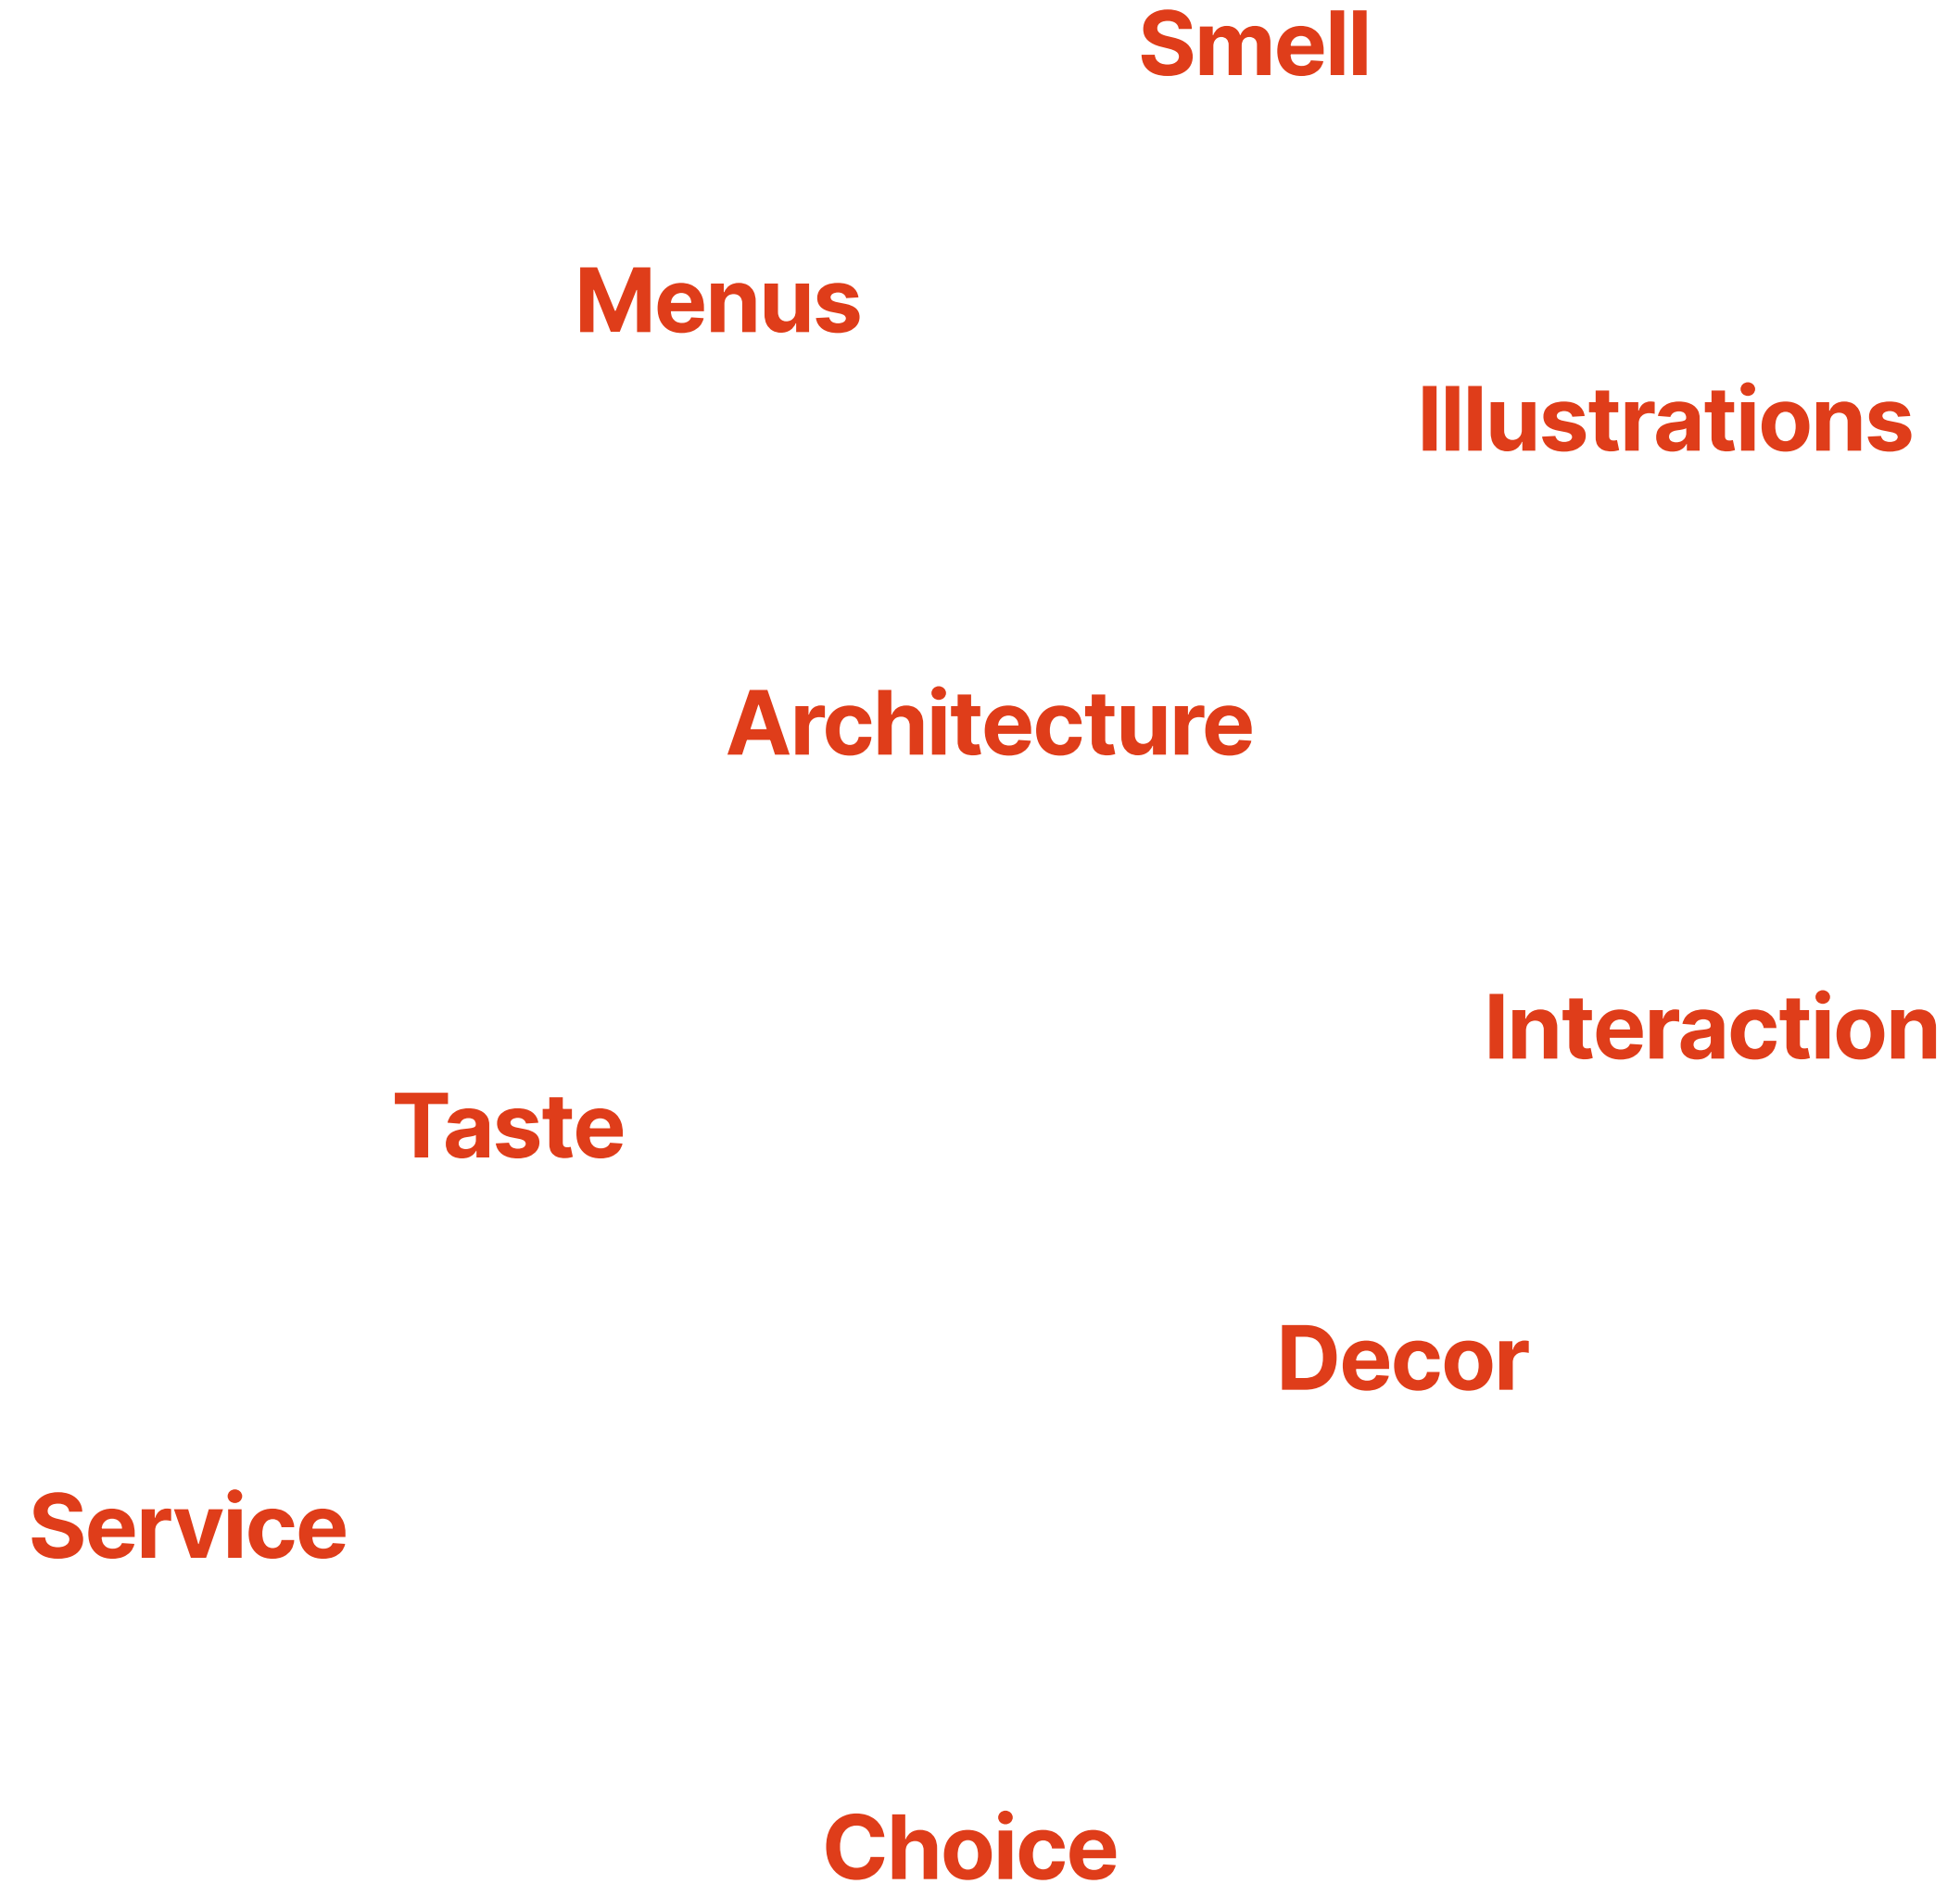 Smell
Menus
Illustrations
Architecture
Interaction
Taste
Decor
Service
Choice